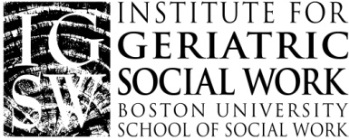 IG
SW
INSTITUTE FOR
GERIATRIC
SOCIAL WORK
BOSTON UNIVERSITY
SCHOOL OF SOCIAL WORK